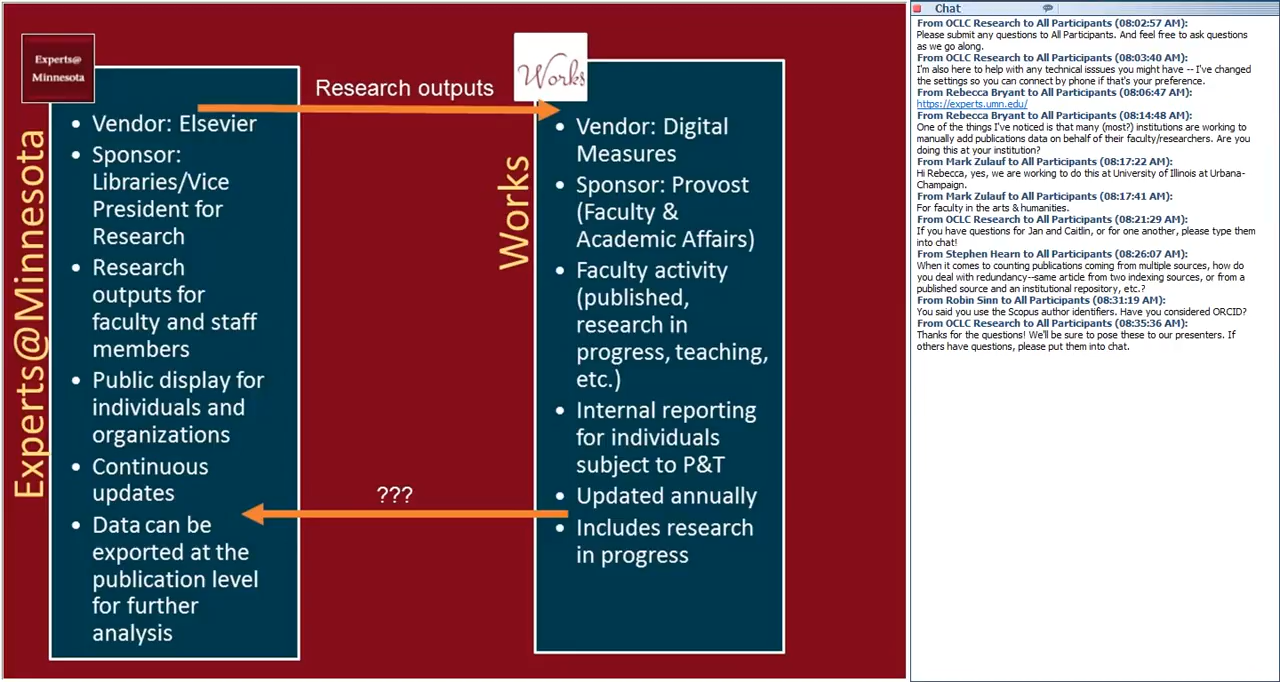 Experts@
Minnesota
Experts@Minnesota
• Vendor: Elsevier
• Sponsor:
Libraries/Vice
President for
Research
• Research
outputs for
faculty and staff
members
• Public display for
individuals and
organizations
• Continuous
updates
• Data can be
exported at the
publication level
for further
analysis
Research outputs
???
Works
Works
• Vendor: Digital
Measures
• Sponsor: Provost
(Faculty &
Academic Affairs)
• Faculty activity
(published,
research in
progress, teaching,
etc.)
• Internal reporting
for individuals
subject to P&T
• Updated annually
• Includes research
in progress
Chat
From OCLC Research to All Participants (08:02:57 AM):
Please submit any questions to All Participants. And feel free to ask questions
as we go along.
From OCLC Research to All Participants (08:03:40 AM):
I'm also here to help with any technical isssues you might have -- I've changed
the settings so you can connect by phone if that's your preference.
From Rebecca Bryant to All Participants (08:06:47 AM):
https://experts.umn.edu/
From Rebecca Bryant to All Participants (08:14:48 AM):
One of the things I've noticed is that many (most?) institutions are working to
manually add publications data on behalf of their faculty/researchers. Are you
doing this at your institution?
From Mark Zulauf to All Participants (08:17:22 AM):
Hi Rebecca, yes, we are working to do this at University of Illinois at Urbana-
Champaign.
From Mark Zulauf to All Participants (08:17:41 AM):
For faculty in the arts & humanities.
From OCLC Research to All Participants (08:21:29 AM):
If you have questions for Jan and Caitlin, or for one another, please type them
into chat!
From Stephen Hearn to All Participants (08:26:07 AM):
When it comes to counting publications coming from multiple sources, how do
you deal with redundancy--same article from two indexing sources, or from a
published source and an institutional repository, etc.?
From Robin Sinn to All Participants (08:31:19 AM):
You said you use the Scopus author identifiers. Have you considered ORCID?
From OCLC Research to All Participants (08:35:36 AM):
Thanks for the questions! We'll be sure to pose these to our presenters. If
others have questions, please put them into chat.